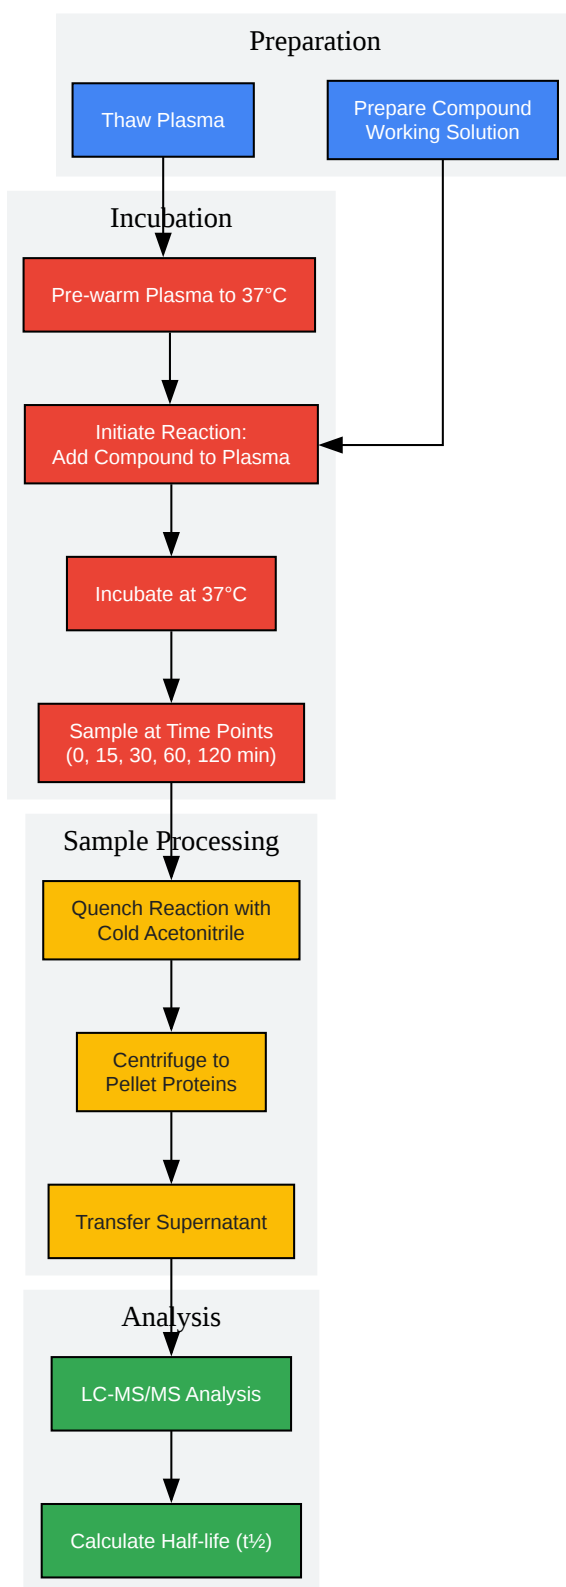 Preparation
Thaw Plasma
Prepare Compound
Working Solution
Incubation
Pre-warm Plasma to 37°C
Initiate Reaction:
Add Compound to Plasma
Incubate at 37°C
Sample at Time Points
(0, 15, 30, 60, 120 min)
Sample Processing
Quench Reaction with
Cold Acetonitrile
Centrifuge to
Pellet Proteins
Transfer Supernatant
Analysis
LC-MS/MS Analysis
Calculate Half-life (t½)